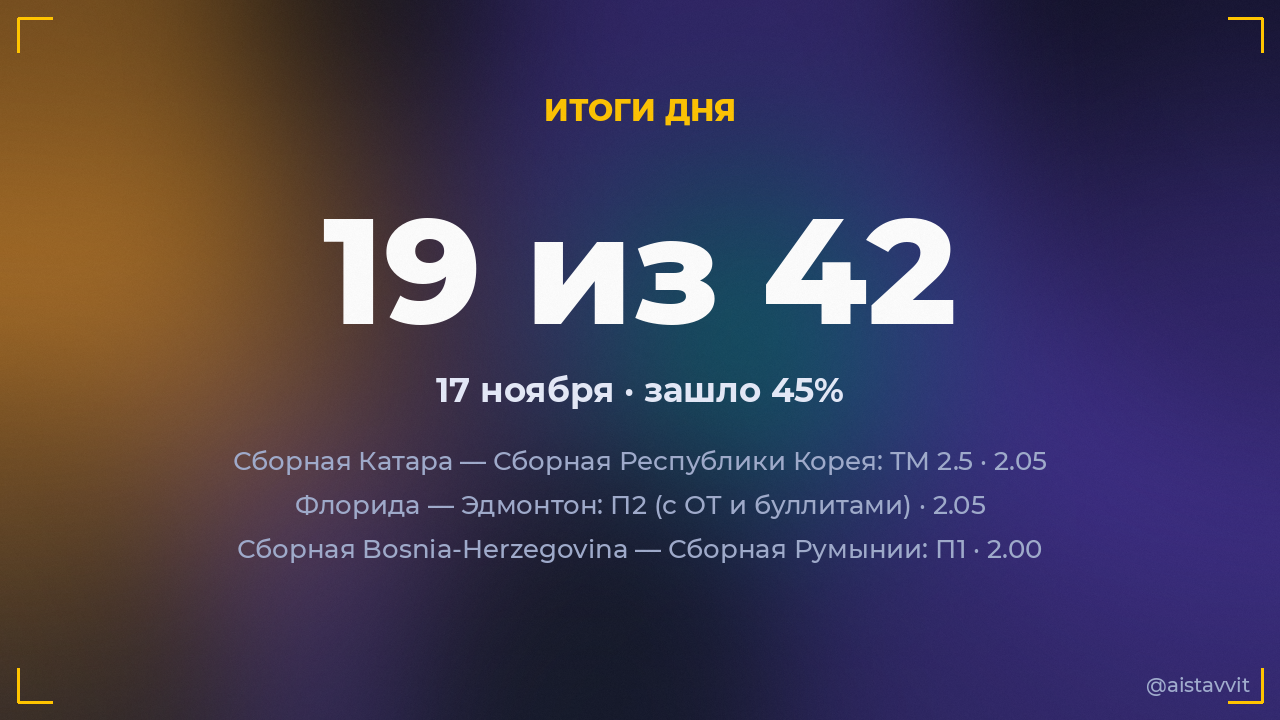 ИТОГИ ДНЯ
19 из 42
17 ноября · зашло 45%
Сборная Катара — Сборная Республики Корея: ТМ 2.5 · 2.05
Флорида — Эдмонтон: П2 (с ОТ и буллитами) · 2.05
Сборная Bosnia-Herzegovina — Сборная Румынии: П1 · 2.00
@aistavvit